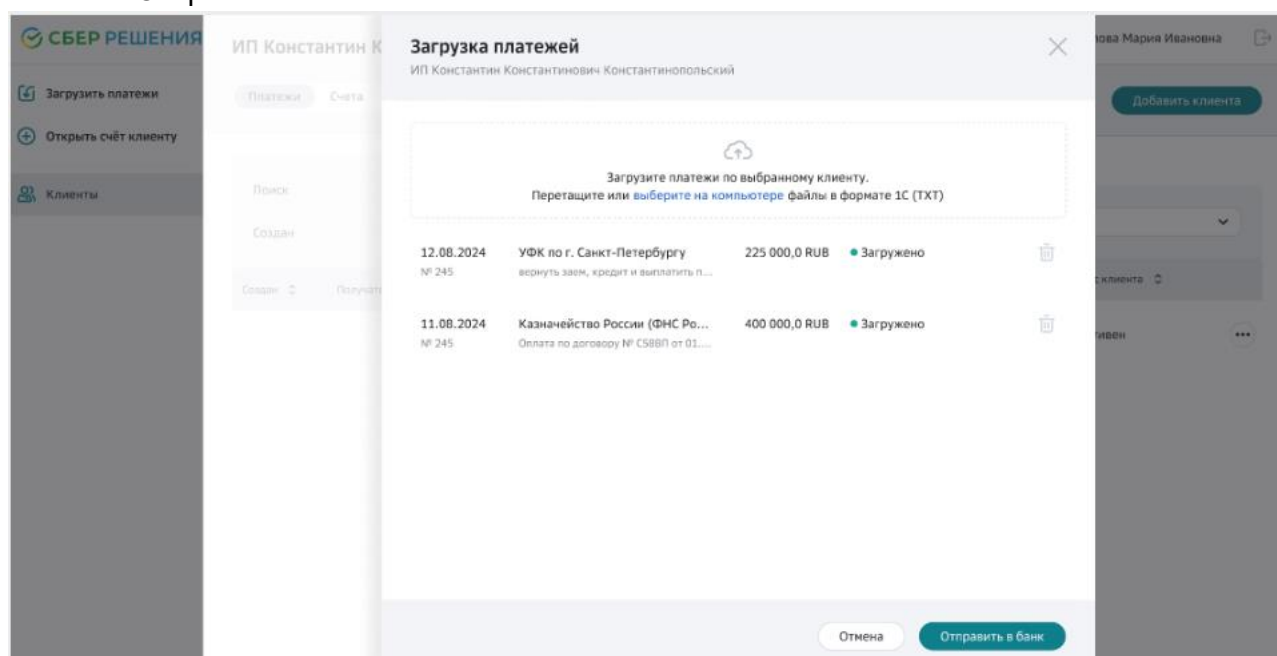 СБЕР РЕШЕНИЯ
Загрузить платежи
Открыть счёт клиенту
Клиенты
ИП Константин К
Платежи Счета
Поиск
Создан
Создан
Загрузка платежей
ИП Константин Константинович Константинопольский
Загрузите платежи по выбранному клиенту.
Перетащите или выберите на компьютере файлы в формате 1С (TXT)
12.08.2024 УФК по г. Санкт-Петербургу 225 000,0 RUB Загружено
№ 245 вернуть заем, кредит и выплатить п...
11.08.2024 Казначейство России (ФНС Ро... 400 000,0 RUB Загружено
№ 245 Оплата по договору № С58ВП от 01....
Отмена Отправить в банк
Мария Ивановна
Добавить клиента
клиента